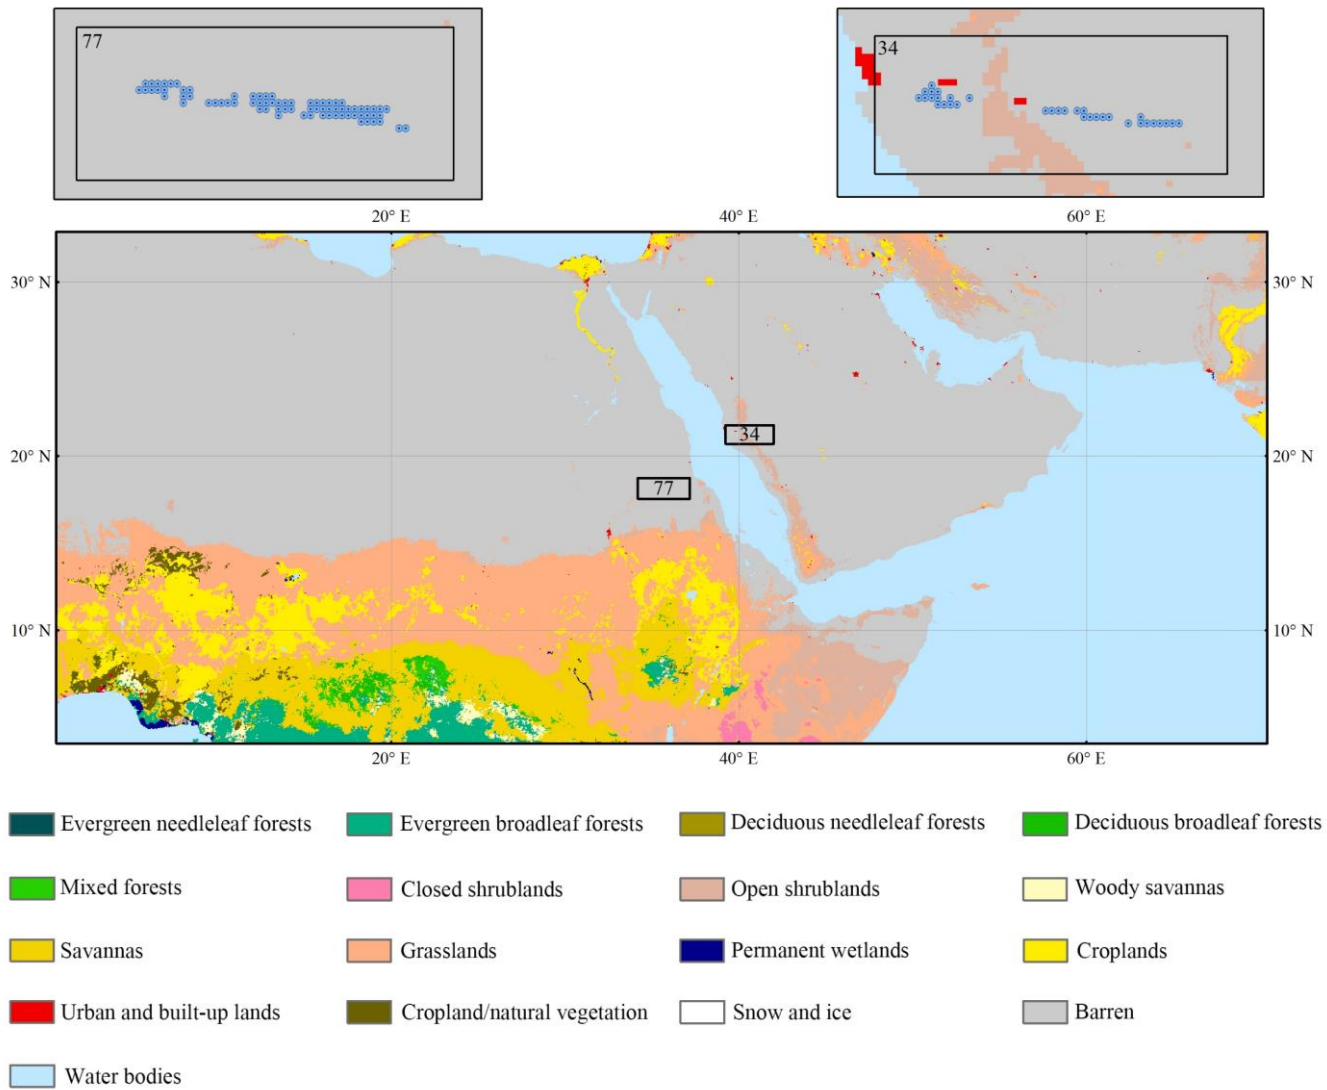 77
34
20° E 40° E 60° E
30° N 30° N
34
20° N 20° N
77
10° N 10° N
20° E 40° E 60° E
Evergreen needleleaf forests Evergreen broadleaf forests Deciduous needleleaf forests Deciduous broadleaf forests
Mixed forests Closed shrublands Open shrublands Woody savannas
Savannas Grasslands Permanent wetlands Croplands
Urban and built-up lands Cropland/natural vegetation Snow and ice Barren
Water bodies